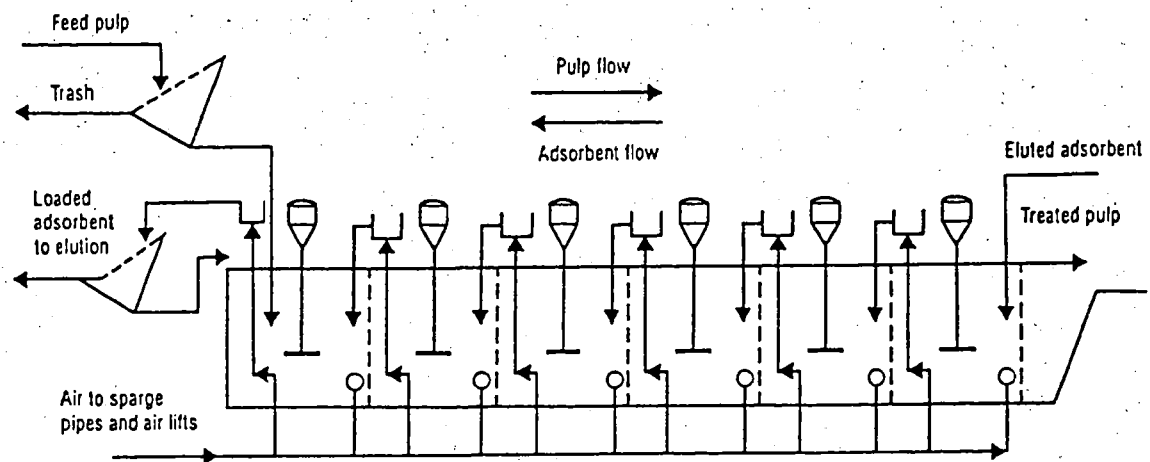 Feed pulp
Trash
Pulp flow
Adsorbent flow
Eluted adsorbent
Treated pulp
Loaded
adsorbent
to elution
Air to sparge
pipes and air lifts